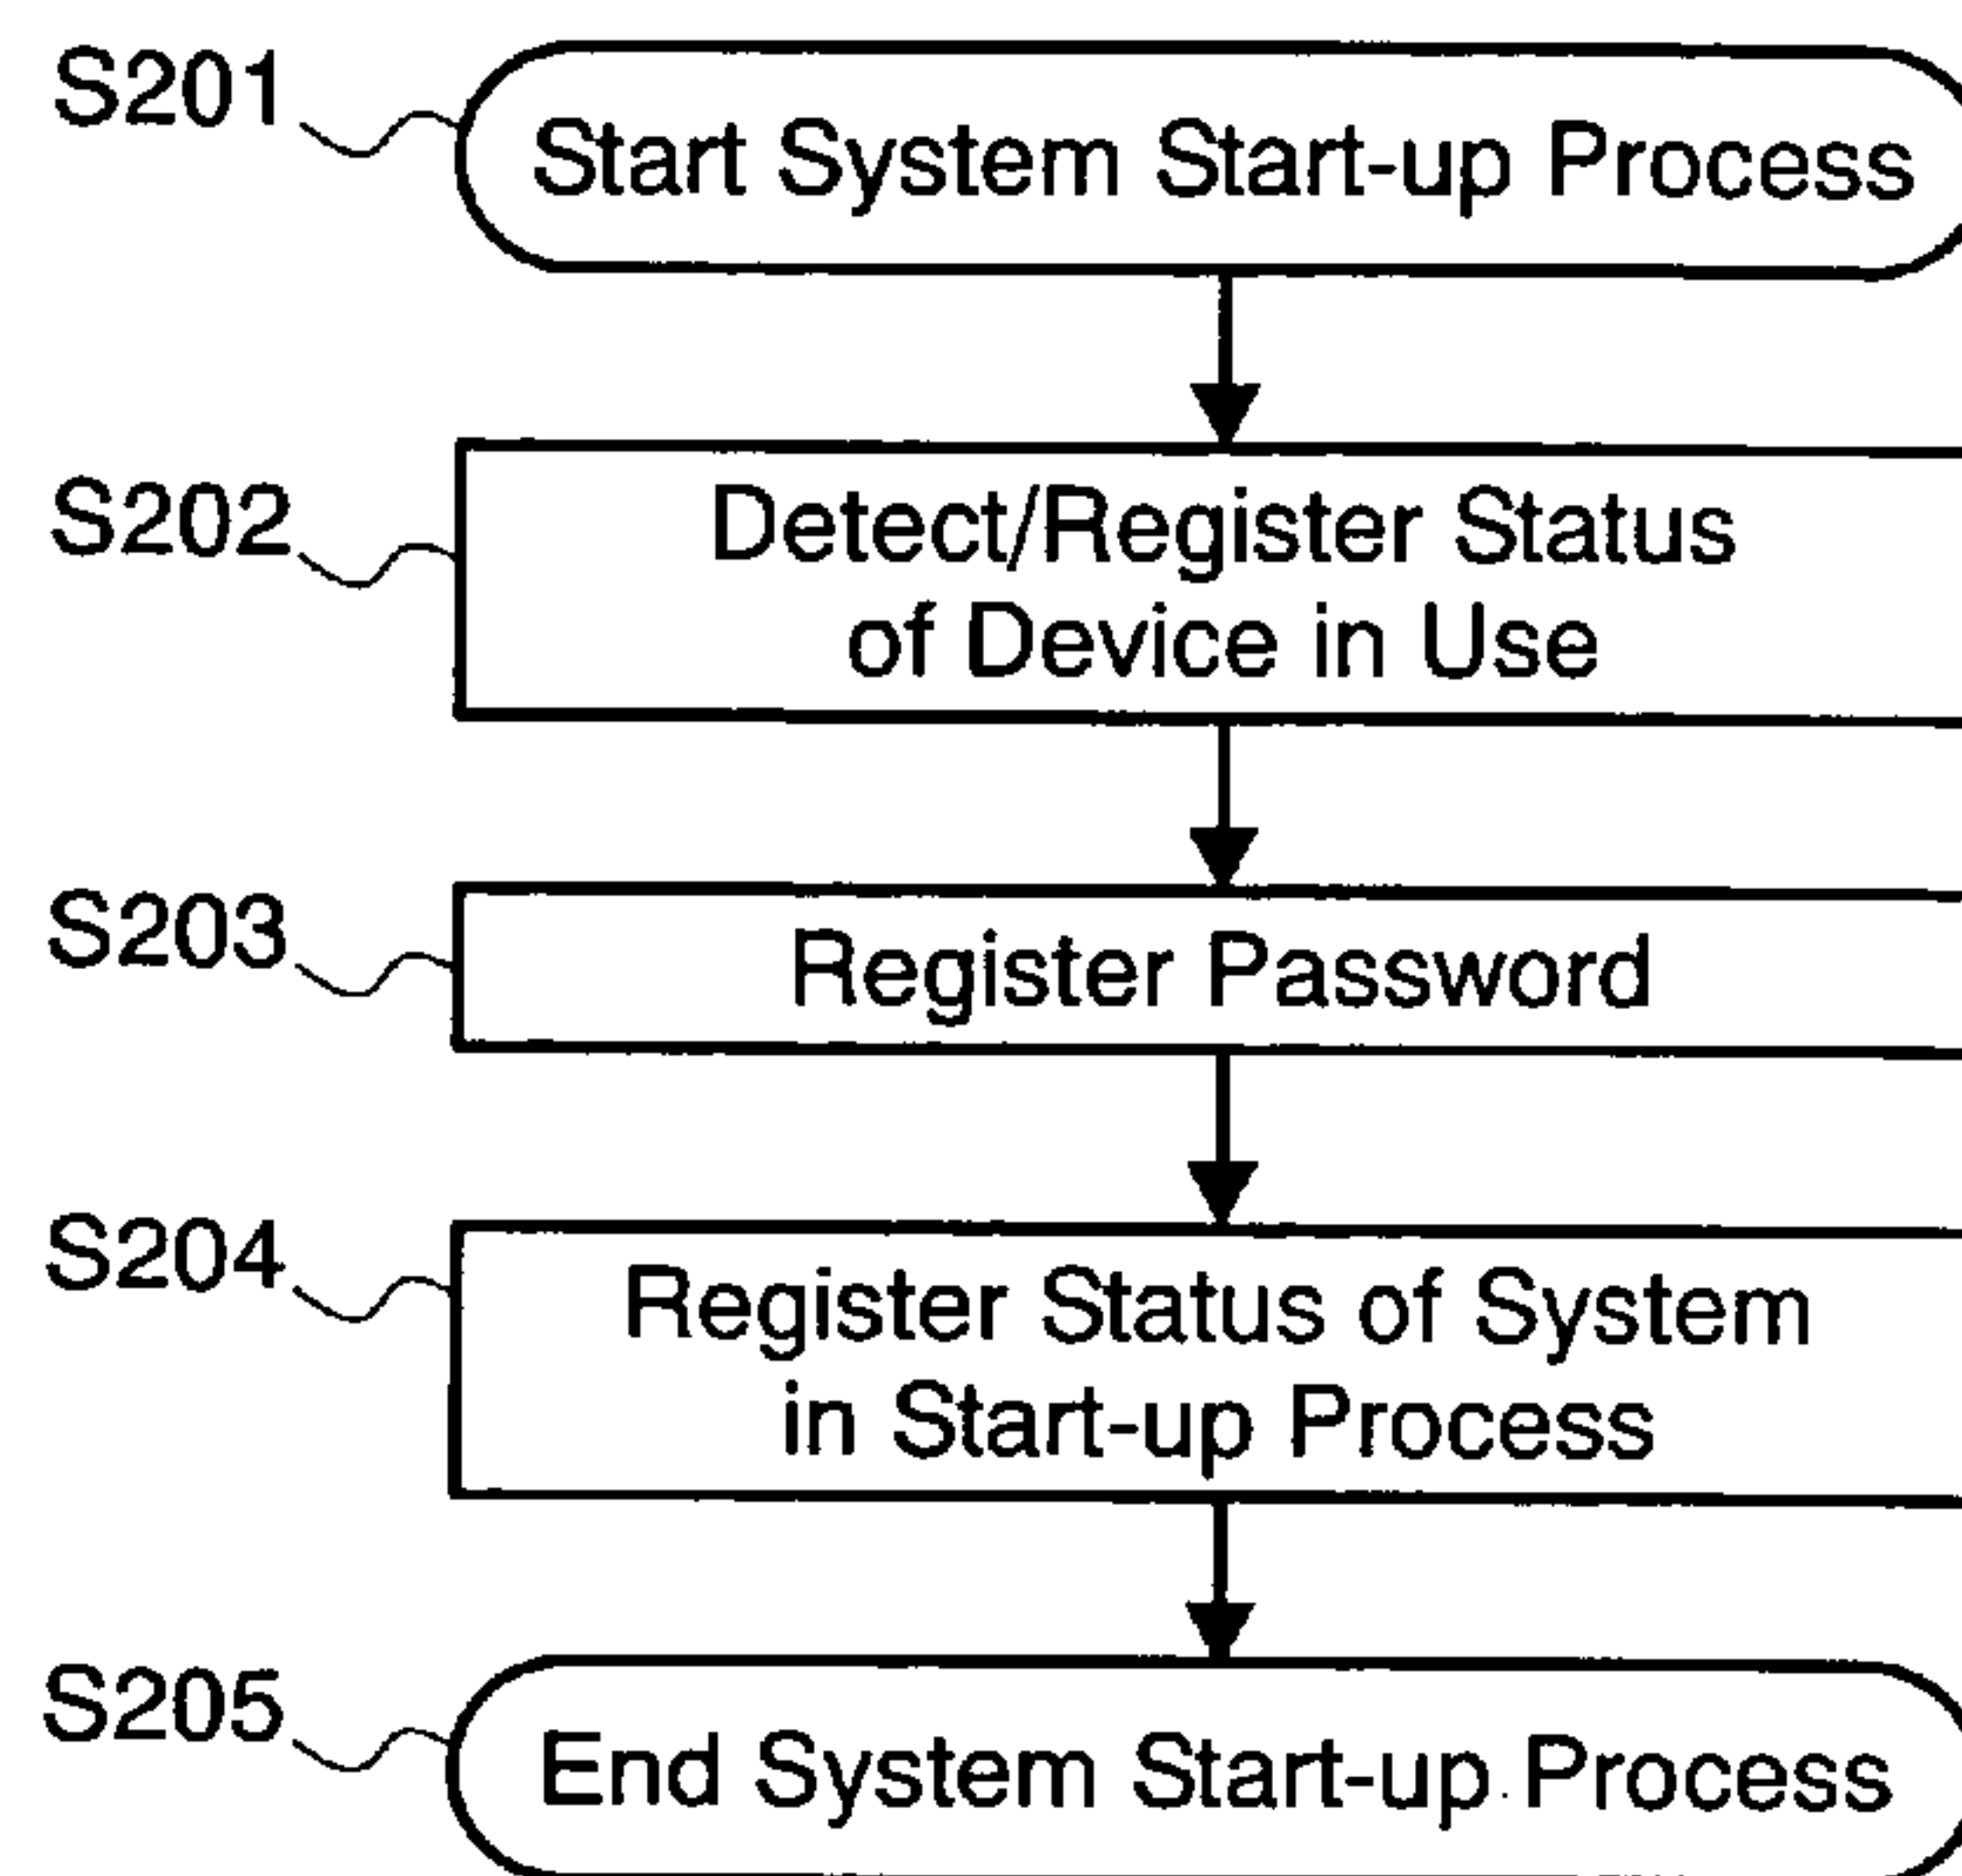 S201
Start System Start-up Process
S202
Detect/Register Status
of Device in Use
S203
Register Password
S204
Register Status of System
in Start-up Process
S205
End System Start-up Process